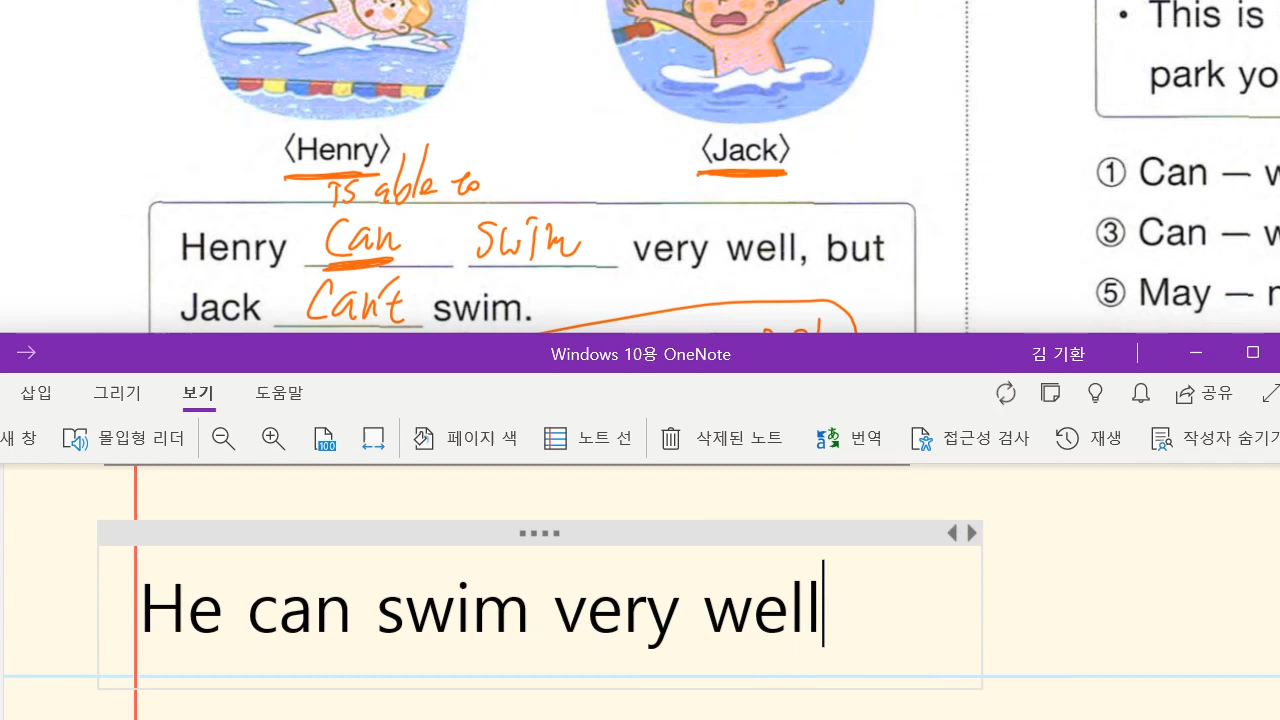 • This is
park yo
〈Henry〉
〈Jack〉
is able to
Henry can swim very well, but
Jack can't swim.
① Can – w
③ Can – w
⑤ May – n
Windows 10용 OneNote
김 기환
삽입 그리기 보기 도움말
공유
새 창 몰입형 리더 100 페이지 색 노트 선 삭제된 노트 번역 접근성 검사 재생 작성자 숨기기
He can swim very well